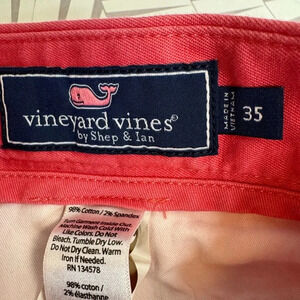 vineyard vines®
by Shep & Ian
MADE IN
VIETNAM
35
98% Cotton / 2% Spandex
Turn Garment Inside Out.
Machine Wash Cold With
Like Colors. Do Not
Bleach. Tumble Dry Low.
Do Not Dry Clean. Warm
Iron If Needed.
RN 134578
98% coton /
2% élasthanne